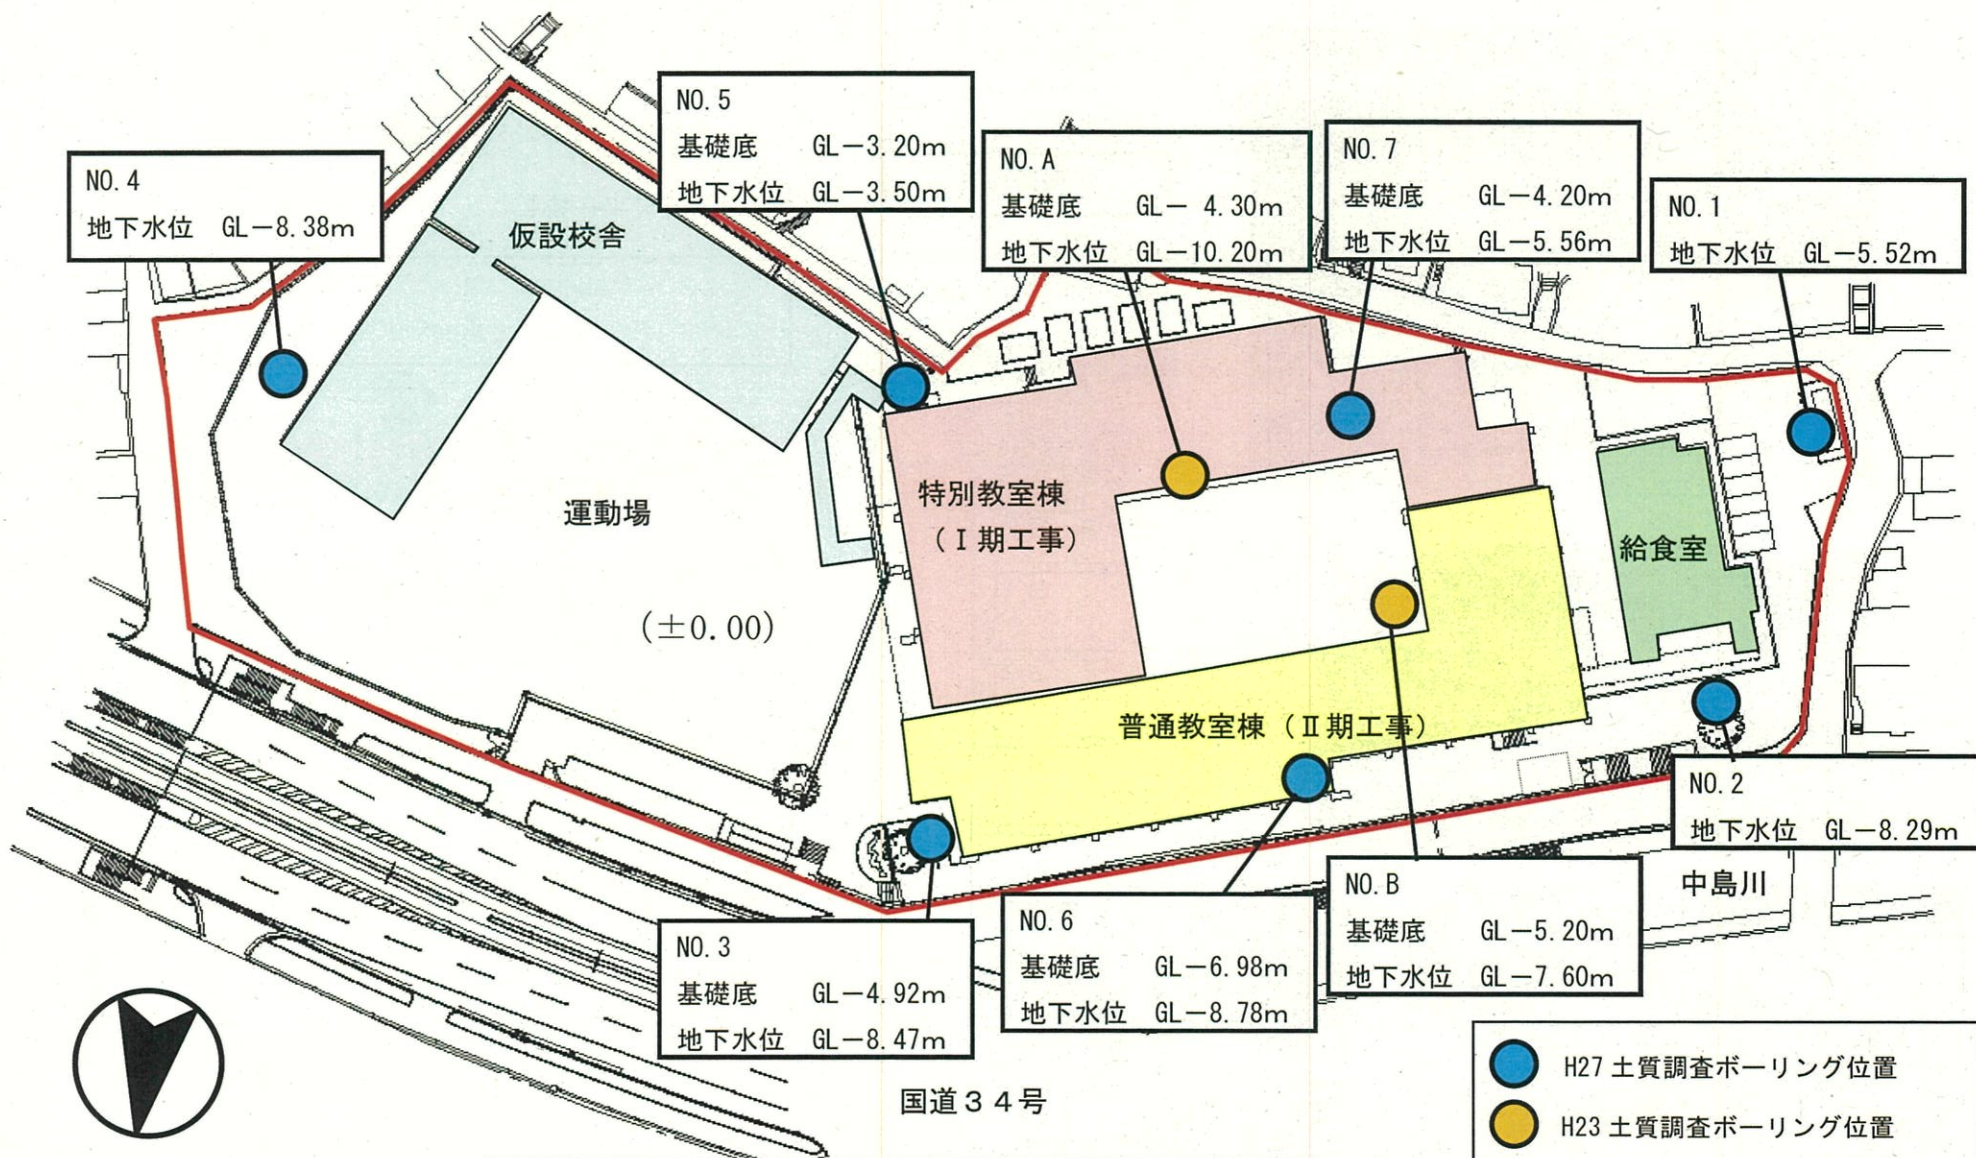 NO.5
基礎底 GL－3.20m
地下水位 GL－3.50m
NO.A
基礎底 GL－ 4.30m
地下水位 GL－10.20m
NO.7
基礎底 GL－4.20m
地下水位 GL－5.56m
NO.4
地下水位 GL－8.38m
NO.1
地下水位 GL－5.52m
仮設校舎
運動場
(±0.00)
特別教室棟
（Ⅰ期工事）
給食室
普通教室棟（Ⅱ期工事）
NO.2
地下水位 GL－8.29m
中島川
NO.B
基礎底 GL－5.20m
地下水位 GL－7.60m
NO.6
基礎底 GL－6.98m
地下水位 GL－8.78m
NO.3
基礎底 GL－4.92m
地下水位 GL－8.47m
国道３４号
H27 土質調査ボーリング位置
H23 土質調査ボーリング位置